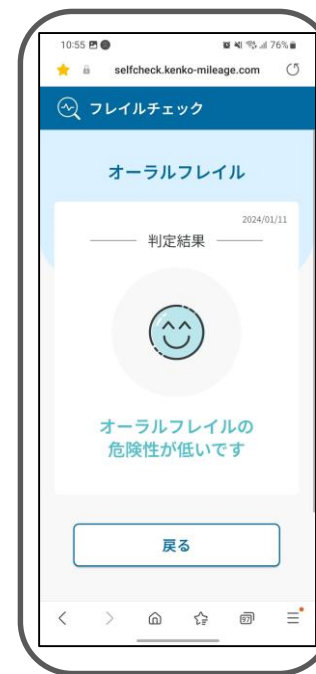 10:55
76%
selfcheck.kenko-mileage.com
フレイルチェック
オーラルフレイル
2024/01/11
判定結果
オーラルフレイルの
危険性が低いです
戻る